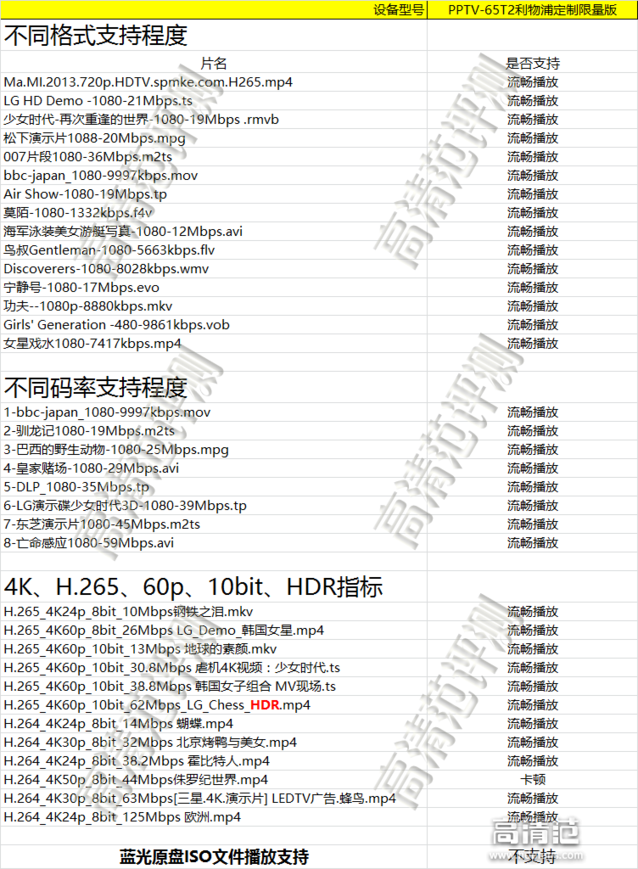 设备型号 PPTV-65T2利物浦定制限量版
不同格式支持程度
片名 是否支持
Ma.MI.2013.720p.HDTV.spmke.com.H265.mp4 流畅播放
LG HD Demo -1080-21Mbps.ts 流畅播放
少女时代-再次重逢的世界-1080-19Mbps .rmvb 流畅播放
松下演示片1088-20Mbps.mpg 流畅播放
007片段1080-36Mbps.m2ts 流畅播放
bbc-japan_1080-9997kbps.mov 流畅播放
Air Show-1080-19Mbps.tp 流畅播放
莫陌-1080-1332kbps.f4v 流畅播放
海军泳装美女游艇写真-1080-12Mbps.avi 流畅播放
鸟叔Gentleman-1080-5663kbps.flv 流畅播放
Discoverers-1080-8028kbps.wmv 流畅播放
宁静号-1080-17Mbps.evo 流畅播放
功夫--1080p-8880kbps.mkv 流畅播放
Girls' Generation -480-9861kbps.vob 流畅播放
女星戏水1080-7417kbps.mp4 流畅播放
不同码率支持程度
1-bbc-japan_1080-9997kbps.mov 流畅播放
2-驯龙记1080-19Mbps.m2ts 流畅播放
3-巴西的野生动物-1080-25Mbps.mpg 流畅播放
4-皇家赌场-1080-29Mbps.avi 流畅播放
5-DLP_1080-35Mbps.tp 流畅播放
6-LG演示碟少女时代3D-1080-39Mbps.tp 流畅播放
7-东芝演示片1080-45Mbps.m2ts 流畅播放
8-亡命感应1080-59Mbps.avi 流畅播放
4K、H.265、60p、10bit、HDR指标
H.265_4K24p_8bit_10Mbps钢铁之泪.mkv 流畅播放
H.265_4K60p_8bit_26Mbps LG_Demo_韩国女星.mp4 流畅播放
H.265_4K60p_10bit_13Mbps 地球的素颜.mkv 流畅播放
H.265_4K60p_10bit_30.8Mbps 虐机4K视频：少女时代.ts 流畅播放
H.265_4K60p_10bit_38.8Mbps 韩国女子组合 MV现场.ts 流畅播放
H.265_4K60p_10bit_62Mbps_LG_Chess_HDR.mp4 流畅播放
H.264_4K24p_8bit_14Mbps 蝴蝶.mp4 流畅播放
H.264_4K30p_8bit_32Mbps 北京烤鸭与美女.mp4 流畅播放
H.264_4K24p_8bit_38.2Mbps 霍比特人.mp4 流畅播放
H.264_4K50p_8bit_44Mbps侏罗纪世界.mp4 卡顿
H.264_4K30p_8bit_63Mbps[三星.4K.演示片] LEDTV广告.蜂鸟.mp4 流畅播放
H.264_4K24p_8bit_125Mbps 欧洲.mp4 流畅播放
蓝光原盘ISO文件播放支持 不支持
高清范评测
高清范评测
高清范评测
高清范评测
高清范评测
高清范评测
高清范